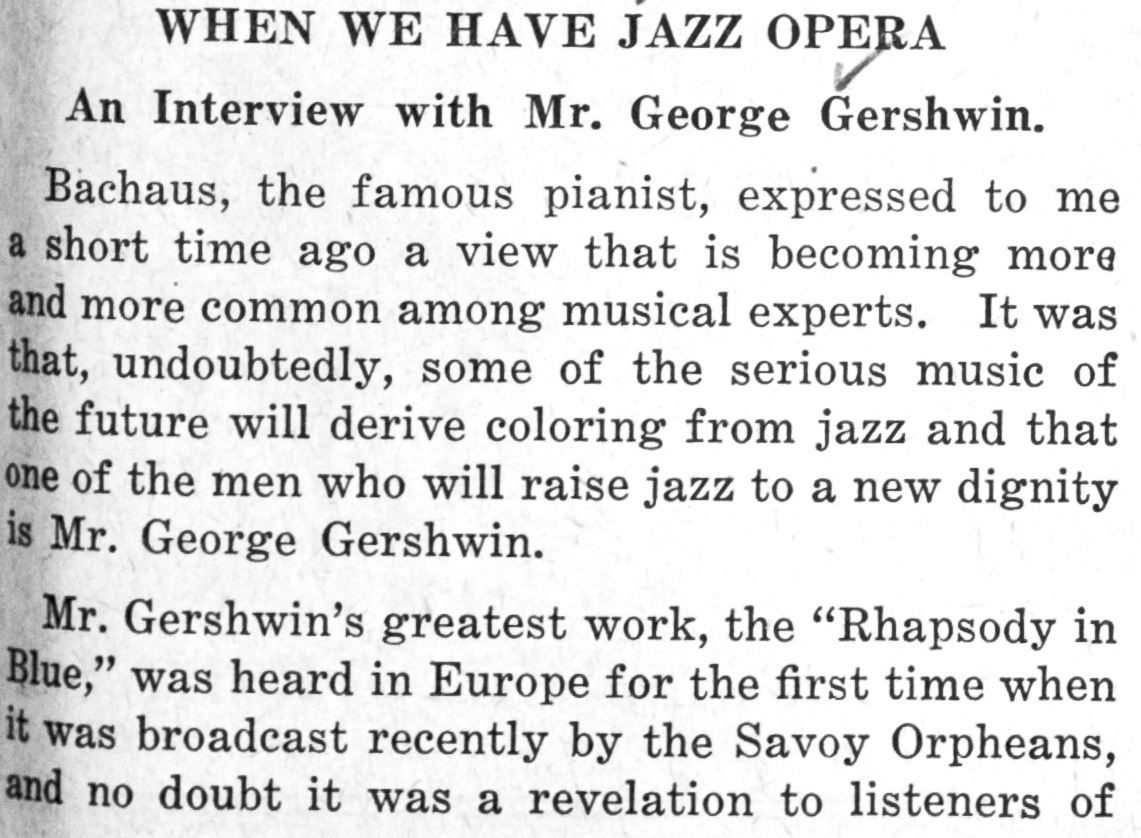 WHEN WE HAVE JAZZ OPERA
An Interview with Mr. George Gershwin.
Bachaus, the famous pianist, expressed to me
a short time ago a view that is becoming more
and more common among musical experts. It was
that, undoubtedly, some of the serious music of
the future will derive coloring from jazz and that
one of the men who will raise jazz to a new dignity
is Mr. George Gershwin.
Mr. Gershwin's greatest work, the “Rhapsody in
Blue,” was heard in Europe for the first time when
it was broadcast recently by the Savoy Orpheans,
and no doubt it was a revelation to listeners of